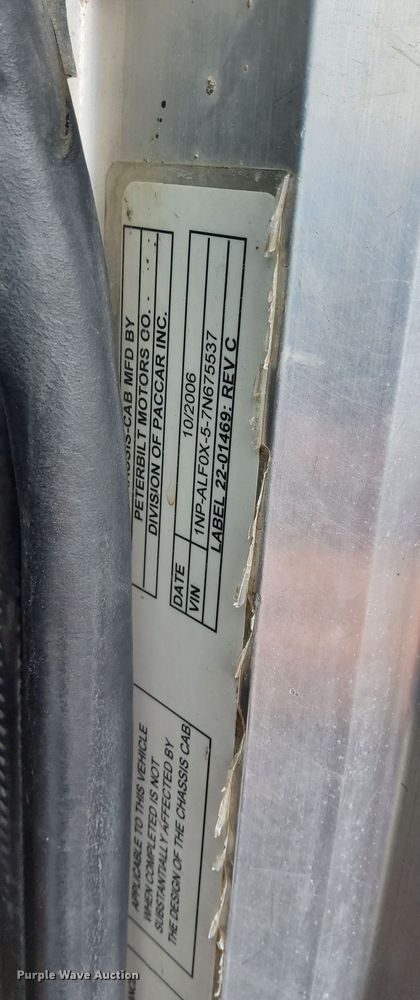 MFD BY
PETERBILT MOTORS CO.
DIVISION OF PACCAR INC.
DATE 10/2006
VIN 1NP-ALF0X-5-7N675537
LABEL 22-01469: REV C
APPLICABLE TO THIS VEHICLE
WHEN COMPLETED IS NOT
SUBSTANTIALLY AFFECTED BY
THE DESIGN OF THE CHASSIS CAB
Purple Wave Auction